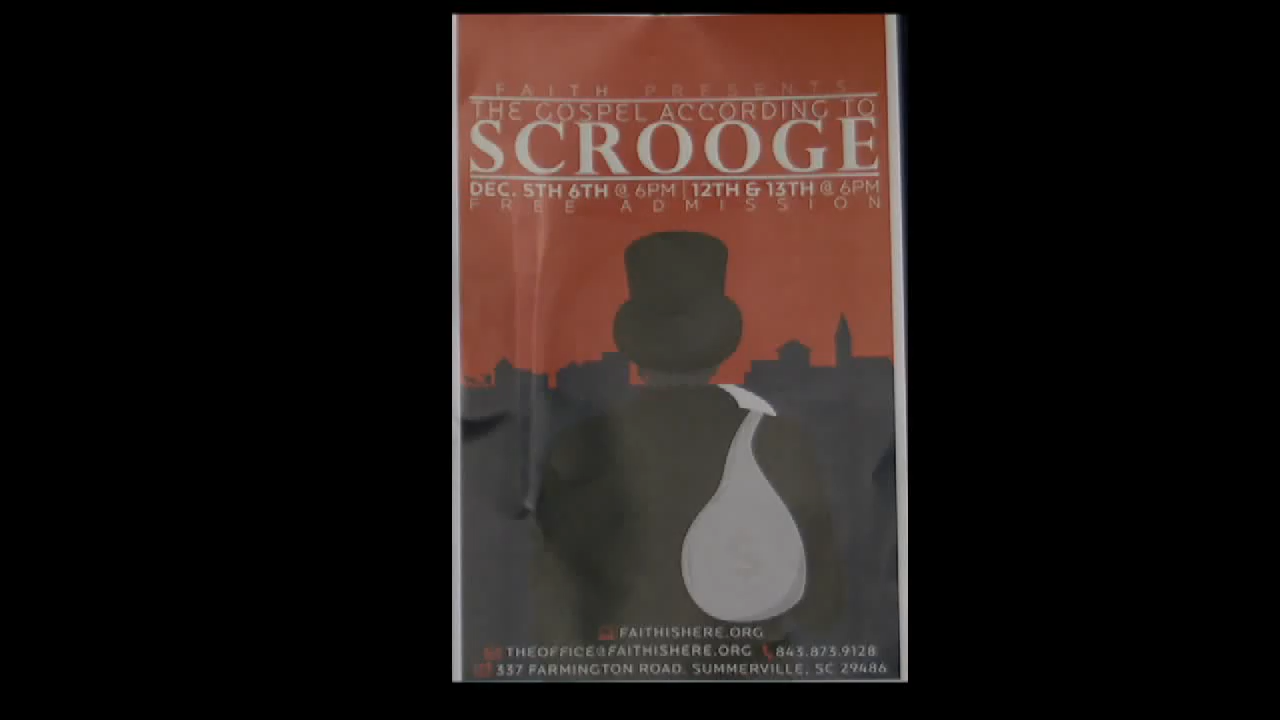 FAITH PRESENTS
THE GOSPEL ACCORDING TO
SCROOGE
DEC. 5TH 6TH @ 6PM | 12TH & 13TH @ 6PM
FREE ADMISSION
$
FAITHISHERE.ORG
THEOFFICE@FAITHISHERE.ORG 843.873.9128
337 FARMINGTON ROAD. SUMMERVILLE, SC 29486